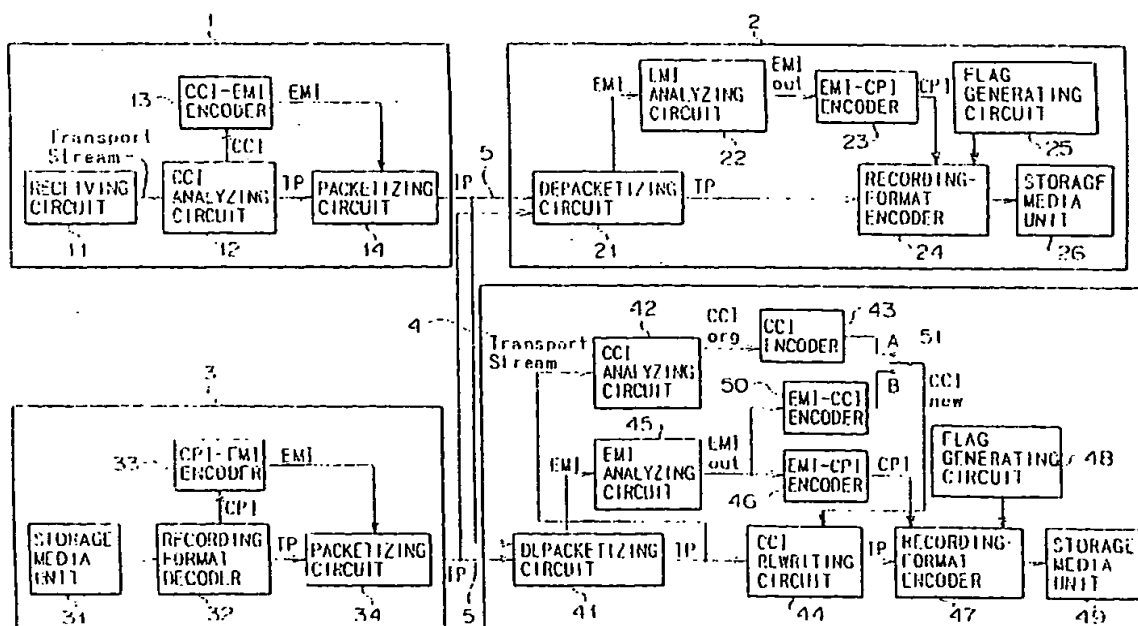 1
13
CCI-EMI
ENCODER
EMI
CCI
Transport
Stream
RECIVING
CIRCUIT
11
CCI
ANALYZING
CIRCUIT
12
TP
PACKETIZING
CIRCUIT
14
TP
5
2
EMI
EMI
ANALYZING
CIRCUIT
22
EMI
out
EMI-CPI
ENCODER
23
CPI
FLAG
GENERATING
CIRCUIT
25
DEPACKETIZING
CIRCUIT
21
TP
RECORDING-
FORMAT
ENCODER
24
STORAGE
MEDIA
UNIT
26
3
33
CPI-EMI
ENCODER
EMI
CPI
STORAGE
MEDIA
UNIT
31
RECORDING
FORMAT
DECODER
32
TP
PACKETIZING
CIRCUIT
34
TP
5
4
Transport
Stream
42
CCI
ANALYZING
CIRCUIT
CCI
org
43
CCI
ENCODER
A
B
51
CCI
new
50
EMI-CCI
ENCODER
45
EMI
EMI
ANALYZING
CIRCUIT
EMI
out
46
EMI-CPI
ENCODER
CPI
FLAG
GENERATING
CIRCUIT
48
DEPACKETIZING
CIRCUIT
41
TP
CCI
REWRITING
CIRCUIT
44
TP
RECORDING-
FORMAT
ENCODER
47
STORAGE
MEDIA
UNIT
49